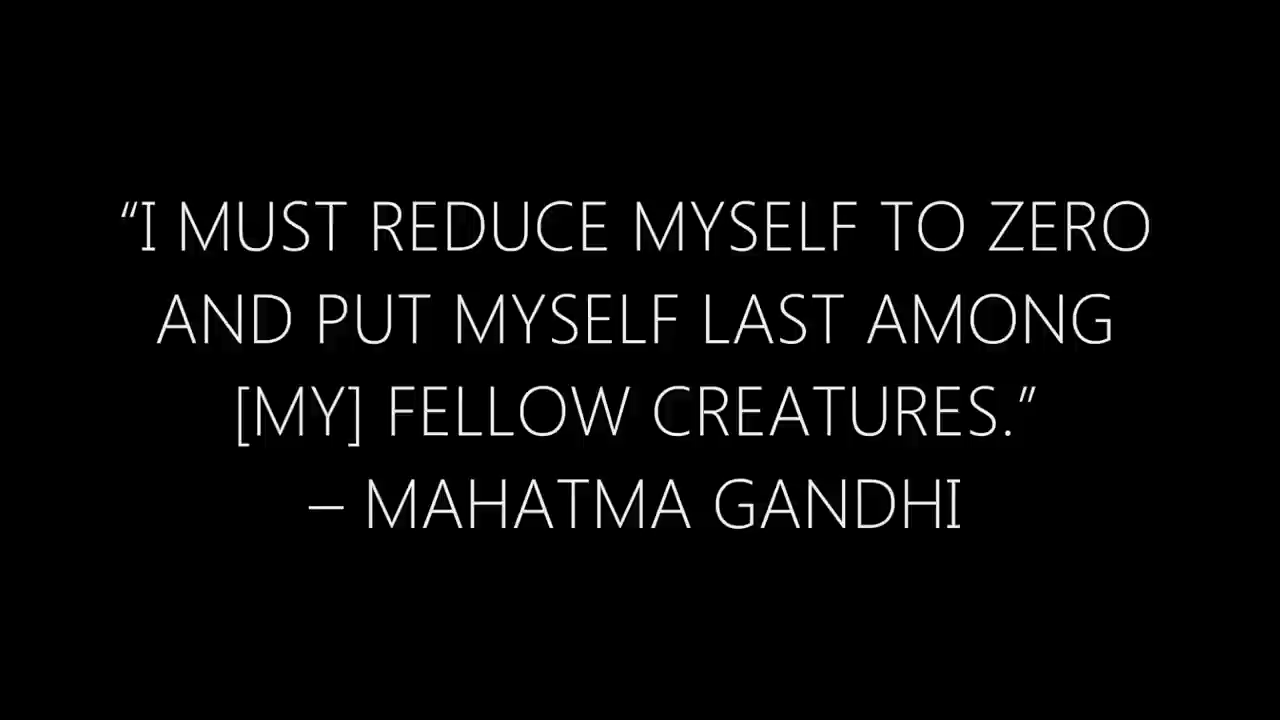 “I MUST REDUCE MYSELF TO ZERO
AND PUT MYSELF LAST AMONG
[MY] FELLOW CREATURES.”
– MAHATMA GANDHI